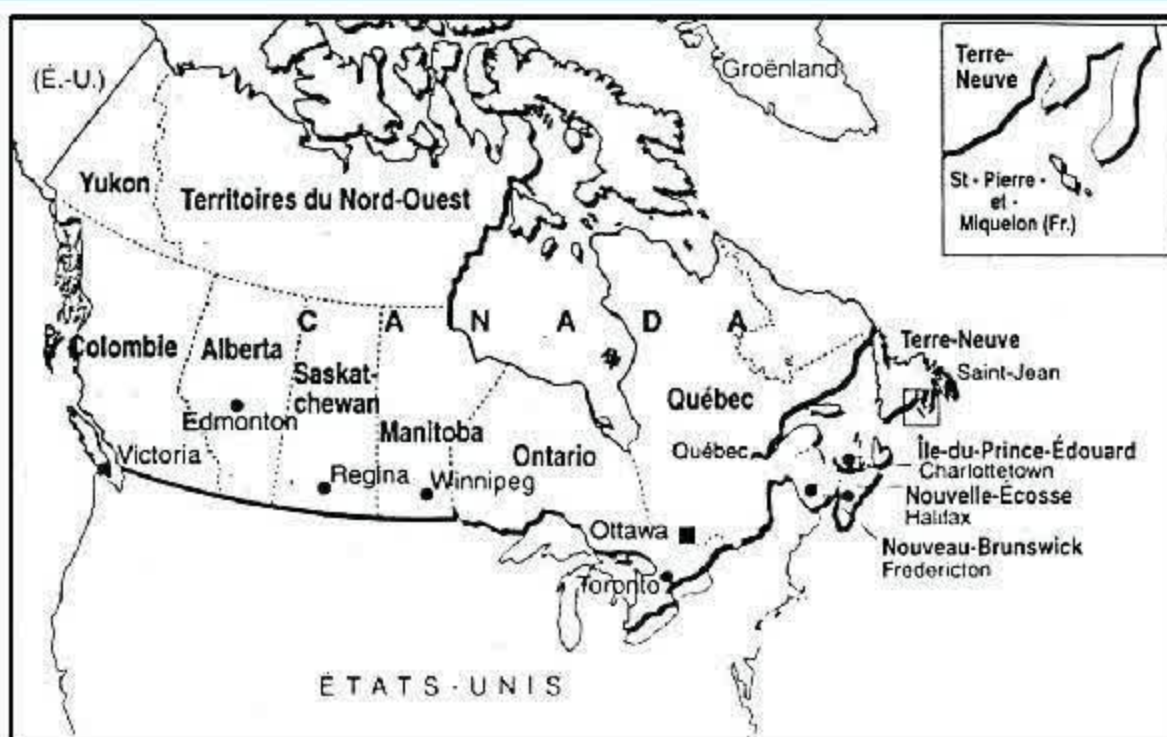 (É.-U.)
Groënland
Terre-
Neuve
St - Pierre -
et -
Miquelon (Fr.)
Yukon
Territoires du Nord-Ouest
C A N A D A
Colombie
Alberta
Saskat-
chewan
Edmonton
Manitoba
Ontario
Québec
Québec
Terre-Neuve
Saint-Jean
Île-du-Prince-Édouard
Charlottetown
Nouvelle-Écosse
Halifax
Nouveau-Brunswick
Fredericton
Victoria
Regina
Winnipeg
Ottawa
Toronto
ÉTATS-UNIS